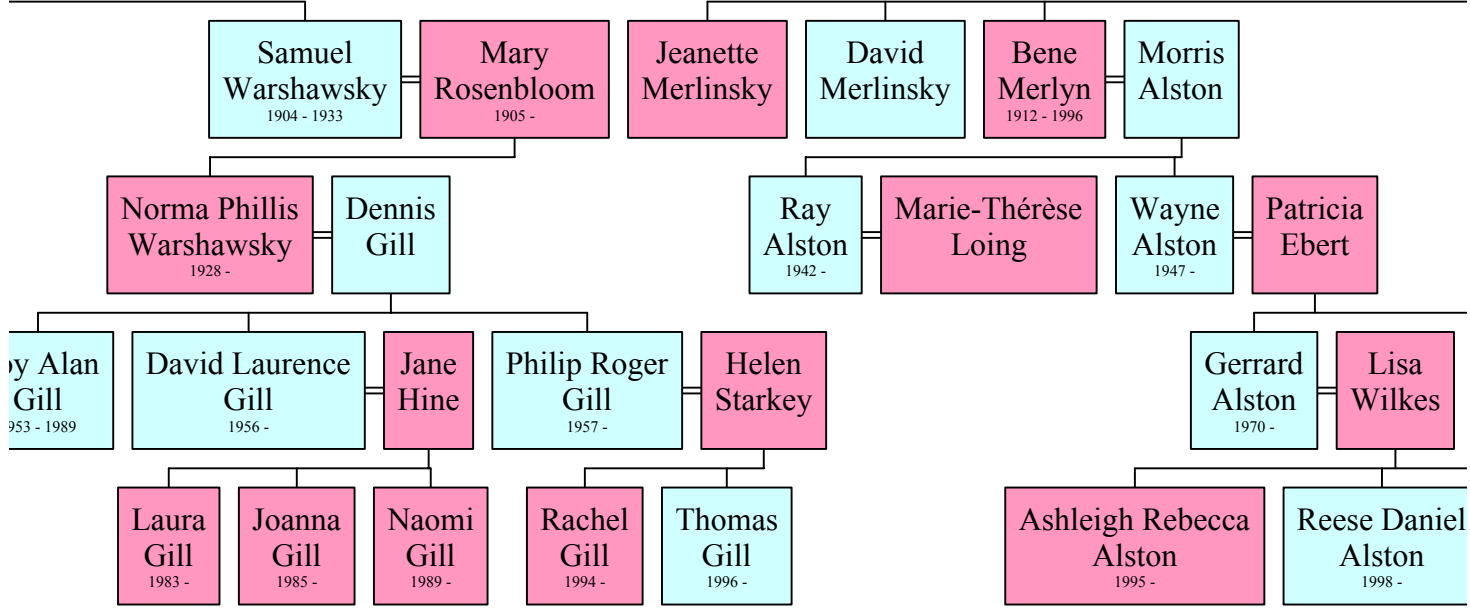 Samuel
Warshawsky
1904 - 1933
Mary
Rosenbloom
1905 -
Jeanette
Merlinsky
David
Merlinsky
Bene
Merlyn
1912 - 1996
Morris
Alston
Norma Phillis
Warshawsky
1928 -
Dennis
Gill
Ray
Alston
1942 -
Marie-Thérèse
Loing
Wayne
Alston
1947 -
Patricia
Ebert
Alan
Gill
- 1989
David Laurence
Gill
1956 -
Jane
Hine
Philip Roger
Gill
1957 -
Helen
Starkey
Gerrard
Alston
1970 -
Lisa
Wilkes
Laura
Gill
1983 -
Joanna
Gill
1985 -
Naomi
Gill
1989 -
Rachel
Gill
1994 -
Thomas
Gill
1996 -
Ashleigh Rebecca
Alston
1995 -
Reese Daniel
Alston
1998 -